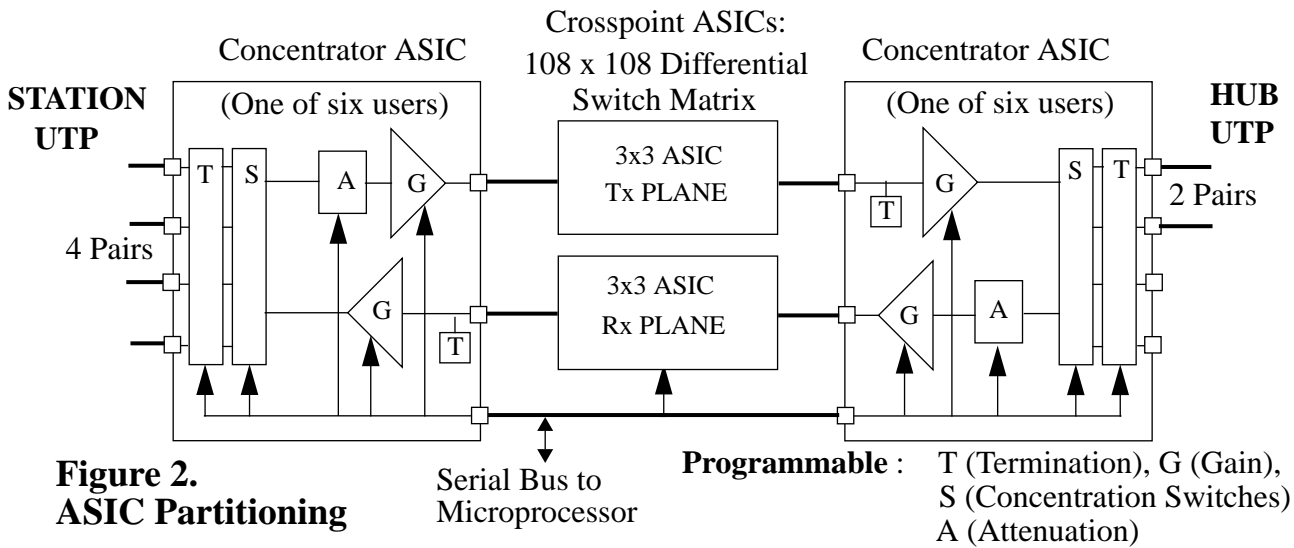 Crosspoint ASICs:
108 x 108 Differential
Switch Matrix
Concentrator ASIC
Concentrator ASIC
STATION
UTP
(One of six users)
(One of six users)
HUB
UTP
T
S
A
G
3x3 ASIC
Tx PLANE
T
G
S
T
2 Pairs
4 Pairs
G
T
3x3 ASIC
Rx PLANE
G
A
Figure 2.
ASIC Partitioning
Serial Bus to
Microprocessor
Programmable : T (Termination), G (Gain),
S (Concentration Switches)
A (Attenuation)